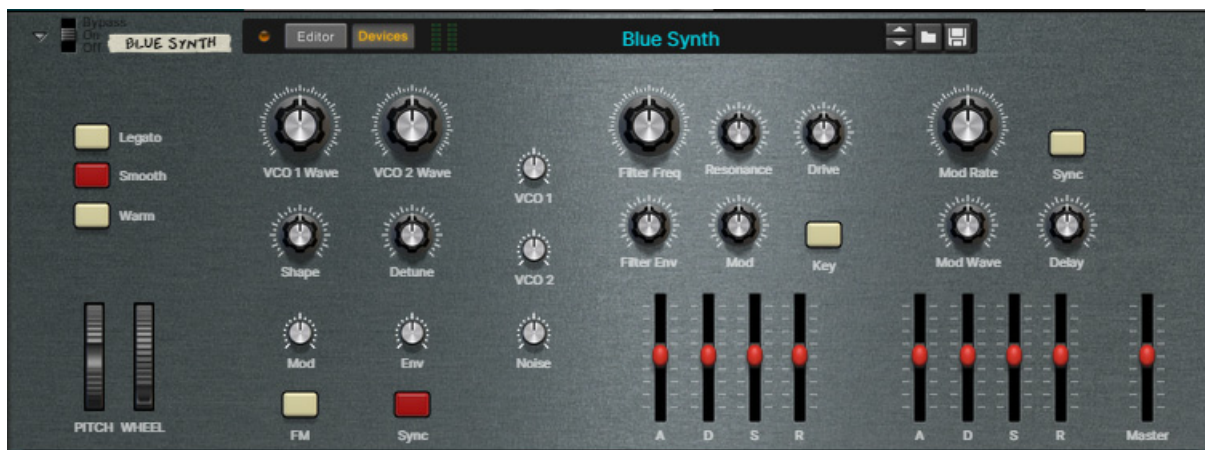 Bypass
On
Off
BLUE SYNTH
Editor
Devices
Blue Synth
Legato
Smooth
Warm
VCO 1 Wave
VCO 2 Wave
VCO 1
Filter Freq
Resonance
Drive
Mod Rate
Sync
Shape
Detune
VCO 2
Filter Env
Mod
Key
Mod Wave
Delay
Mod
Env
Noise
PITCH
WHEEL
FM
Sync
A
D
S
R
A
D
S
R
Master